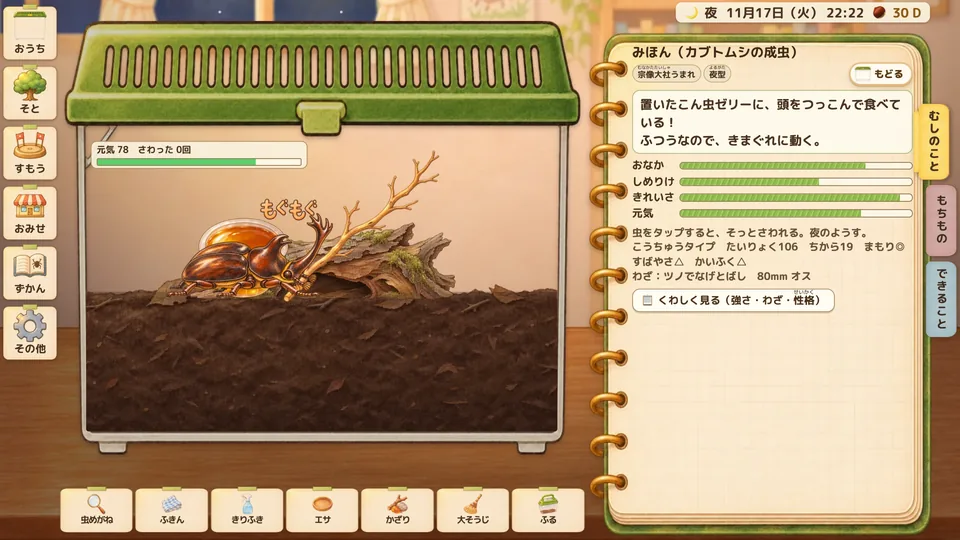 おうち
そと
すもう
おみせ
ずかん
その他
夜 11月17日（火） 22:22 30 D
元気 78 さわった 0回
もぐもぐ
みほん（カブトムシの成虫）
宗像大社うまれ
夜型
よるがた
もどる
置いたこん虫ゼリーに、頭をつっこんで食べて
いる！
ふつうなので、きまぐれに動く。
おなか
しめりけ
きれいさ
元気
虫をタップすると、そっとさわれる。夜のようす。
こうちゅうタイプ たいりょく106 ちから19 まもり◎
すばやさ△ かいふく△
わざ：ツノでなげとばし 80mm オス
せいかく
くわしく見る（強さ・わざ・性格）
むしのこと
もちもの
できること
虫めがね
ふきん
きりふき
エサ
かざり
大そうじ
ふる